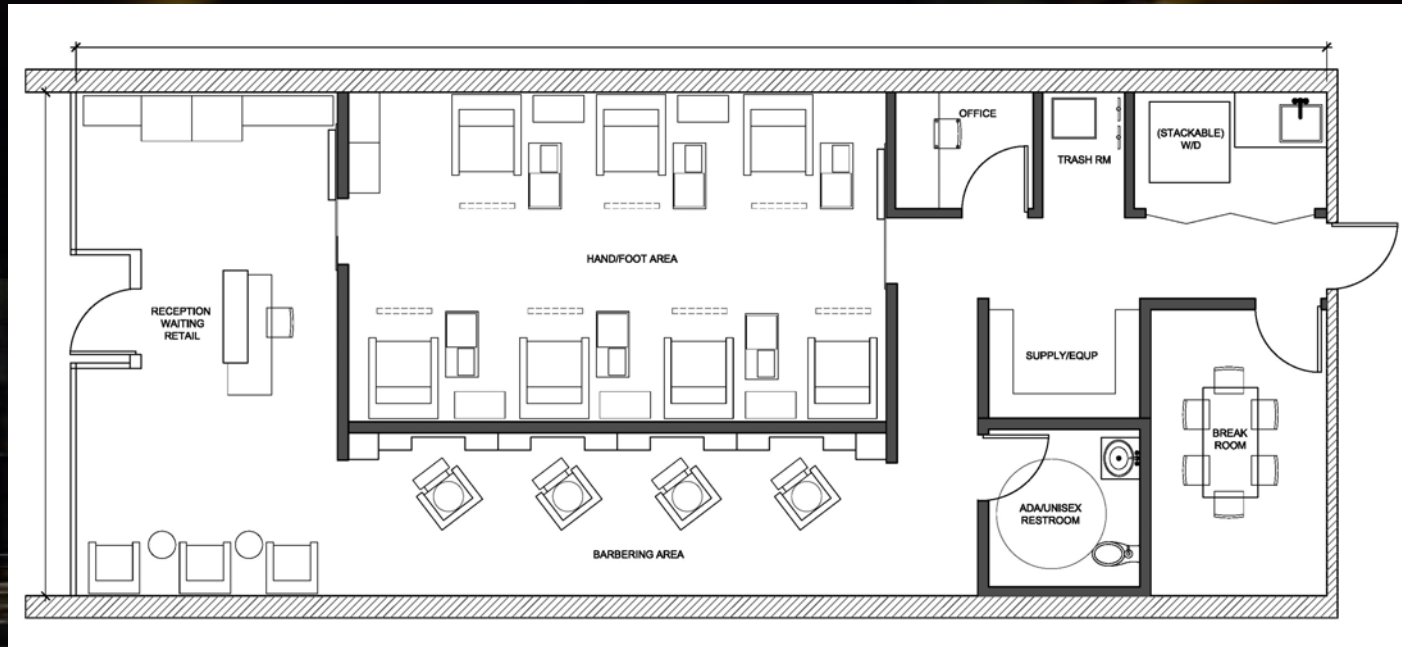 OFFICE
TRASH RM
(STACKABLE)
W/D
HAND/FOOT AREA
RECEPTION
WAITING
RETAIL
SUPPLY/EQUP
BREAK
ROOM
ADA/UNISEX
RESTROOM
BARBERING AREA